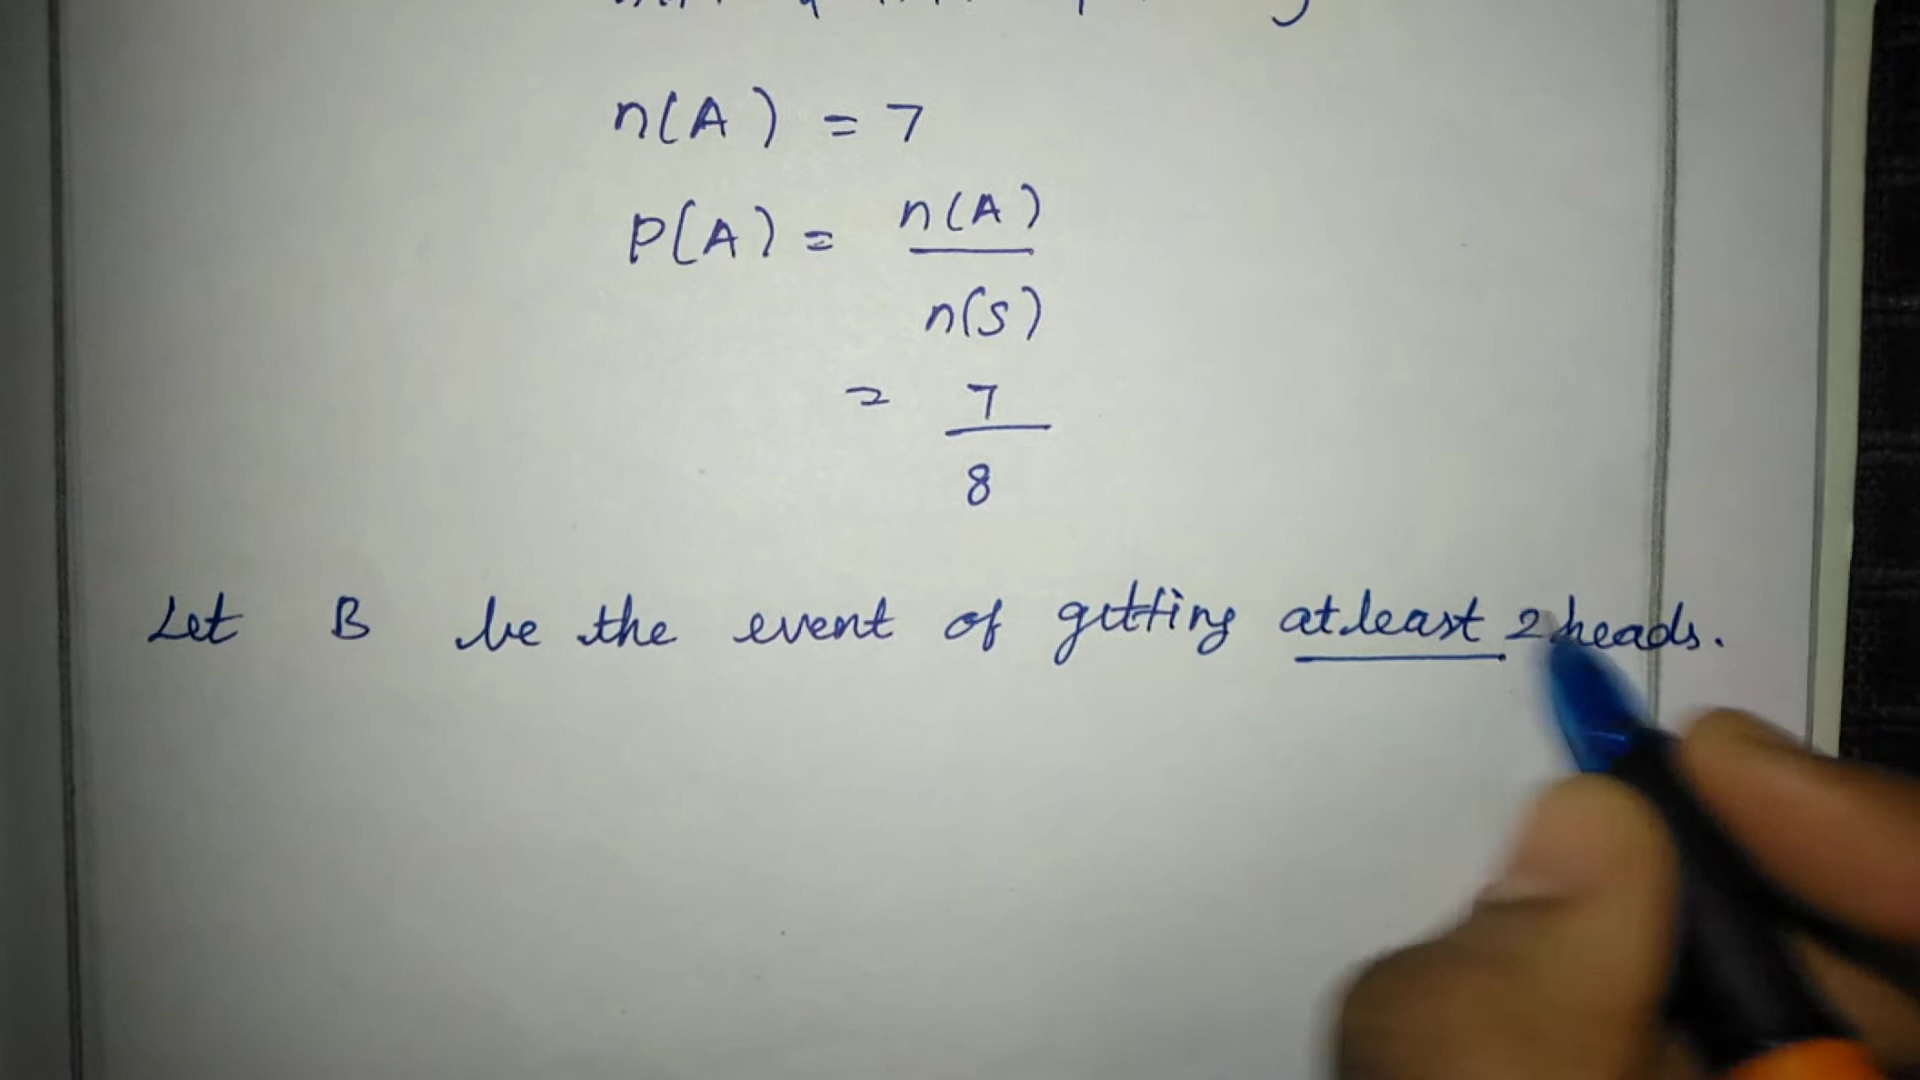 n(A) = 7
P(A) = n(A)
n(S)
= 7
8
Let B be the event of getting atleast 2 heads.